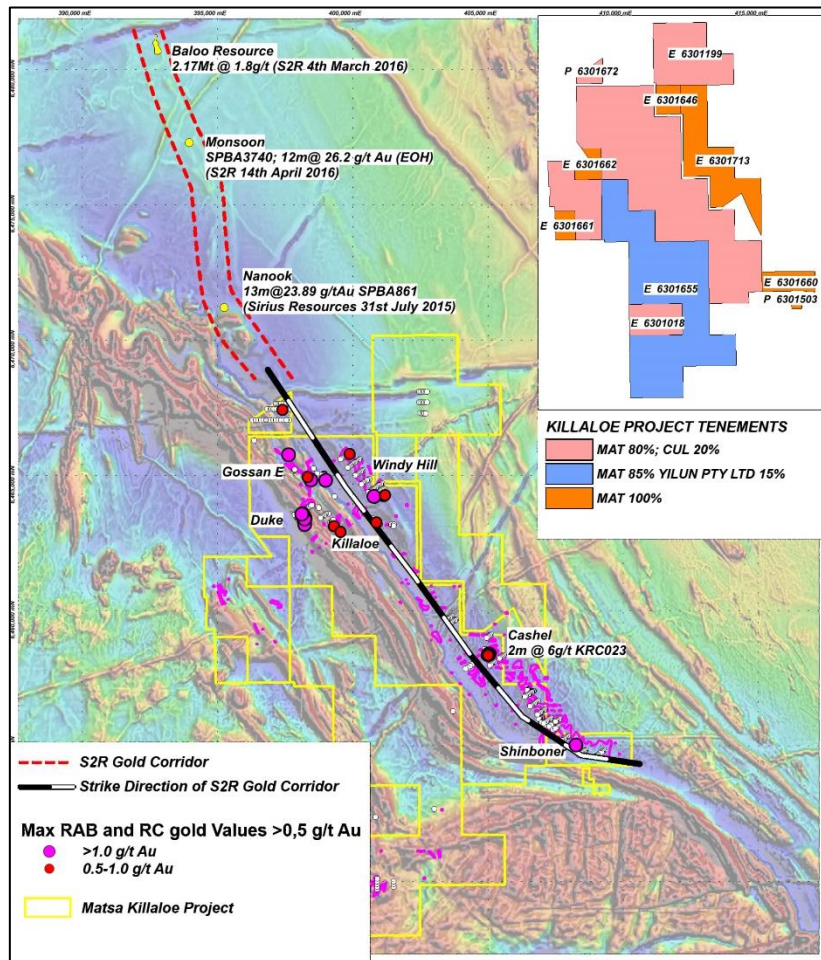 390,000 mE
395,000 mE
400,000 mE
405,000 mE
410,000 mE
415,000 mE
Baloo Resource
2.17Mt @ 1.8g/t (S2R 4th March 2016)
Monsoon
SPBA3740; 12m@ 26.2 g/t Au (EOH)
(S2R 14th April 2016)
Nanook
13m@23.89 g/tAu SPBA861
(Sirius Resources 31st July 2015)
E 6301199
P 6301672
E 6301646
E 6301713
E 6301662
E 6301661
E 6301655
E 6301660
P 6301503
E 6301018
KILLALOE PROJECT TENEMENTS
MAT 80%; CUL 20%
MAT 85% YILUN PTY LTD 15%
MAT 100%
Windy Hill
Gossan E
Duke
Killaloe
Cashel
2m @ 6g/t KRC023
Shinboner
S2R Gold Corridor
Strike Direction of S2R Gold Corridor
Max RAB and RC gold Values >0,5 g/t Au
>1.0 g/t Au
0.5-1.0 g/t Au
Matsa Killaloe Project